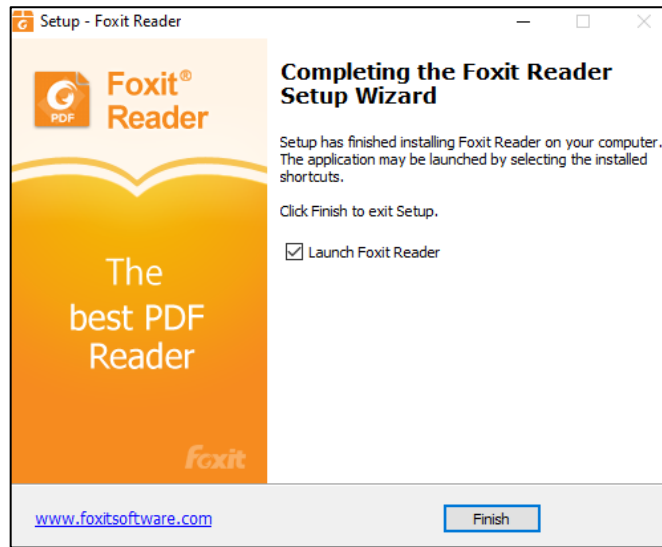 Setup - Foxit Reader
Foxit®
Reader
PDF
The
best PDF
Reader
Foxit
Completing the Foxit Reader
Setup Wizard
Setup has finished installing Foxit Reader on your computer.
The application may be launched by selecting the installed
shortcuts.
Click Finish to exit Setup.
Launch Foxit Reader
www.foxitsoftware.com
Finish